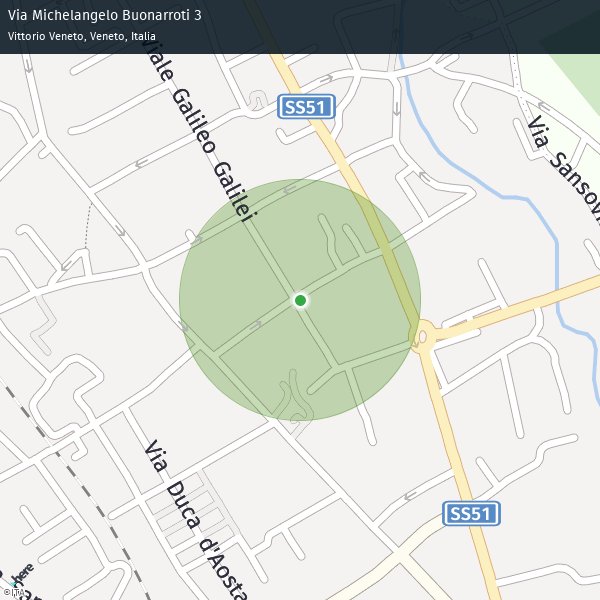 Via Michelangelo Buonarroti 3
Vittorio Veneto, Veneto, Italia
Viale Galileo Galilei
SS51
Via Sansovi
SS51
Via Duca d'Aosta
here